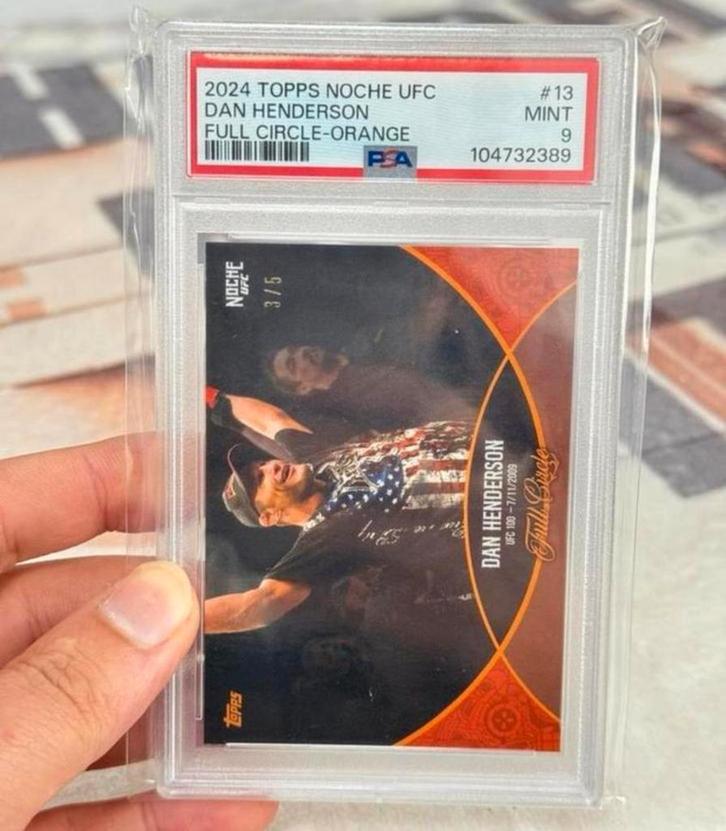 2024 TOPPS NOCHE UFC #13
DAN HENDERSON MINT
FULL CIRCLE-ORANGE 9
PSA 104732389
NOCHE
UFC
3/5
DAN HENDERSON
UFC 100 – 7/11/2009
Full Circle
TOPPS